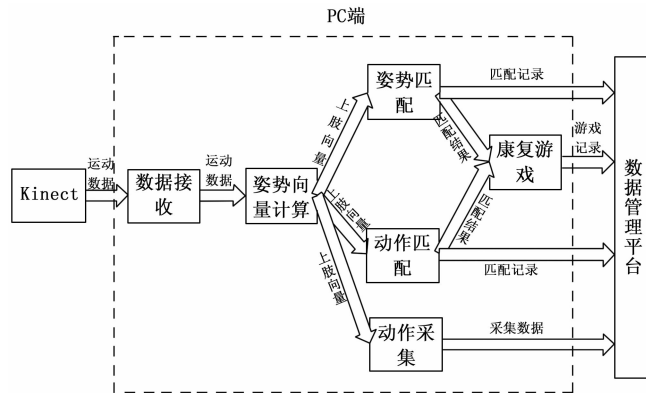 PC端
Kinect
运动
数据
数据接
收
运动
数据
姿势向
量计算
上肢向量
上肢向量
上肢向量
姿势匹
配
动作匹
配
动作采
集
匹配记录
匹配结果
匹配结果
康复游
戏
游戏
记录
匹配记录
采集数据
数据管理平台